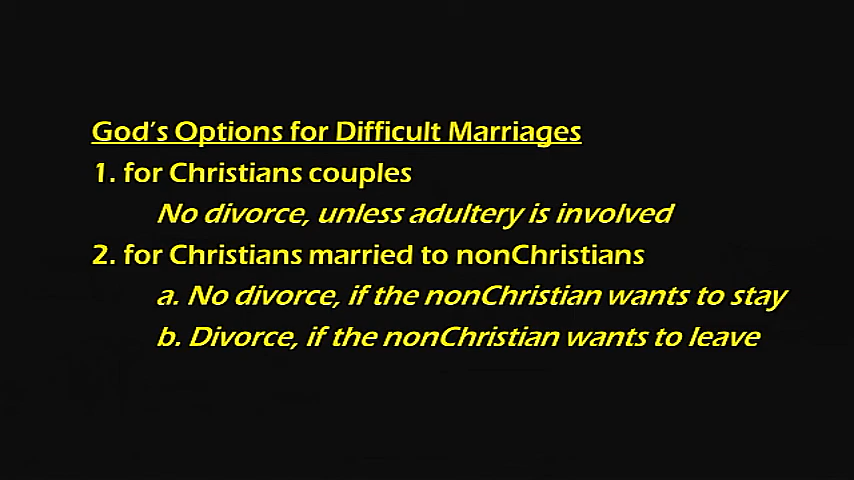 God's Options for Difficult Marriages
1. for Christians couples
No divorce, unless adultery is involved
2. for Christians married to nonChristians
a. No divorce, if the nonChristian wants to stay
b. Divorce, if the nonChristian wants to leave